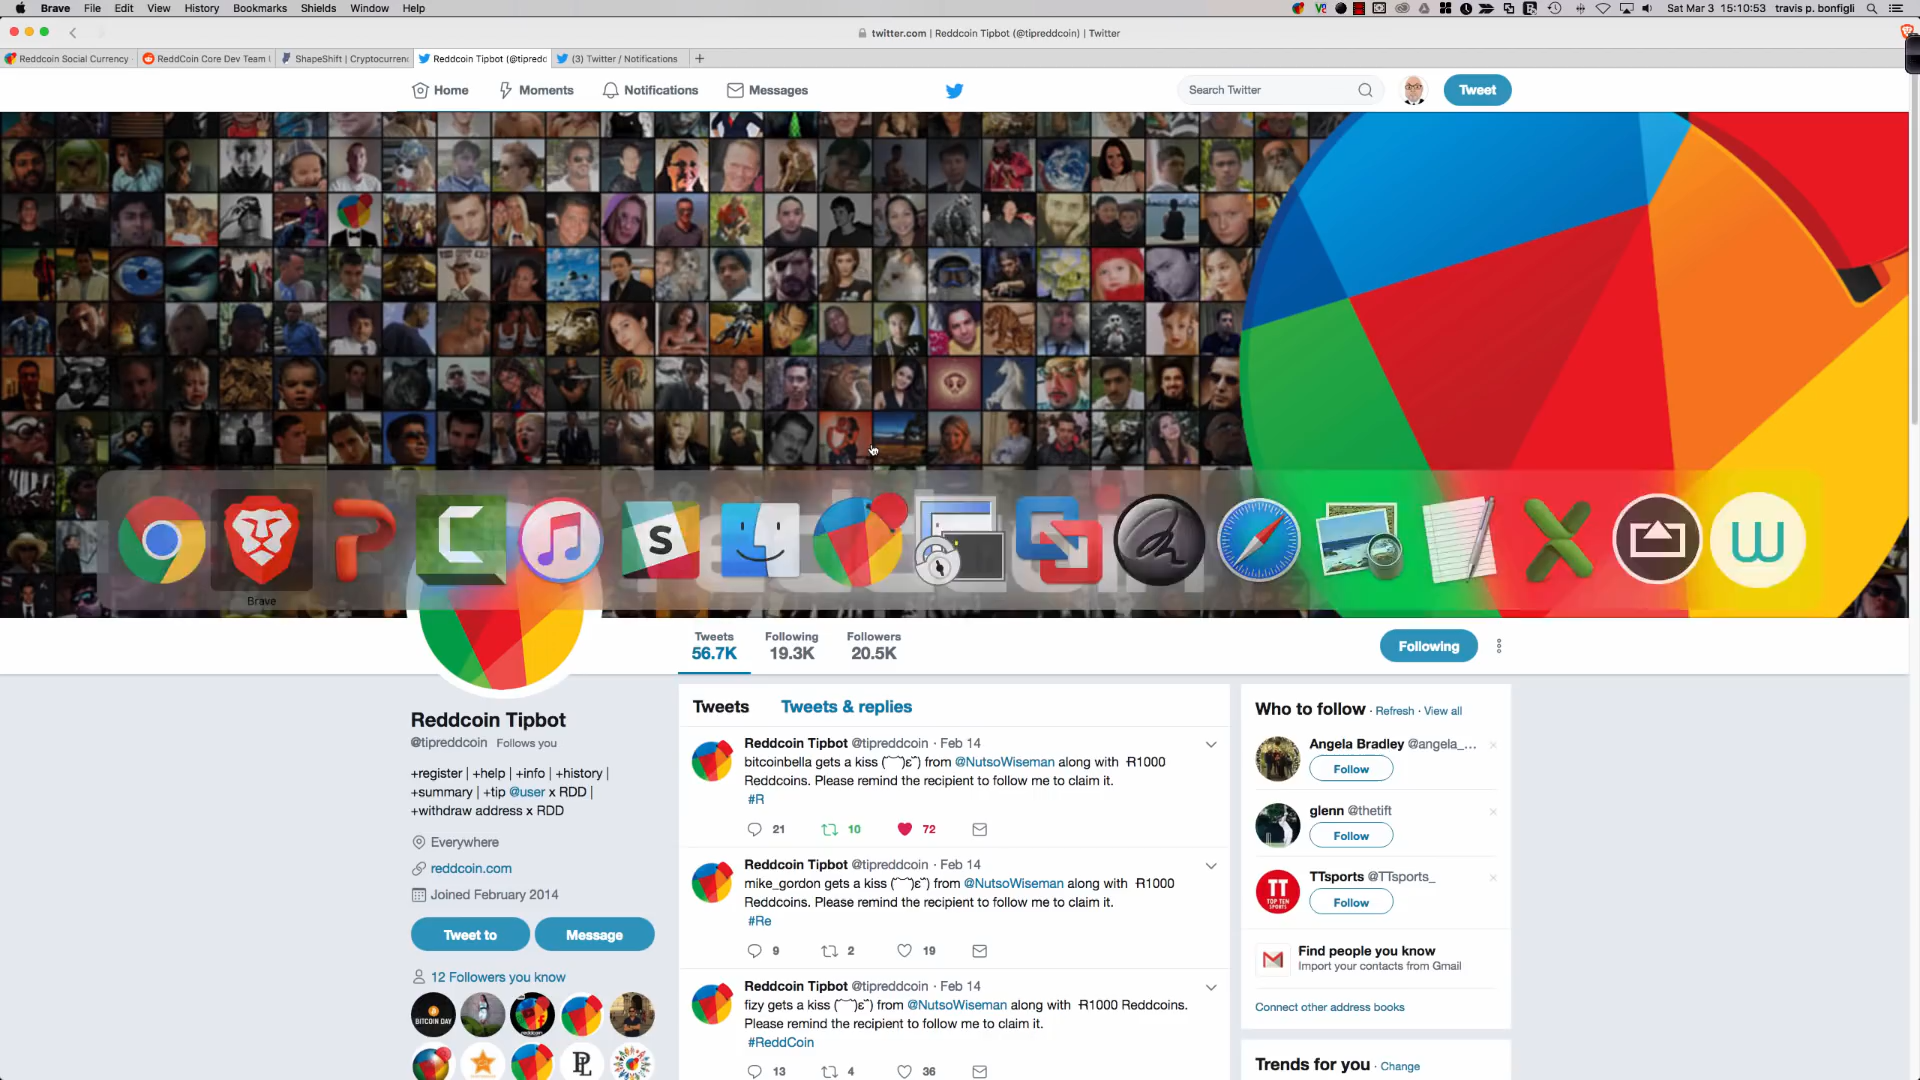 Brave File Edit View History Bookmarks Shields Window Help
Sat Mar 3 15:10:53 travis p. bonfigli
twitter.com | Reddcoin Tipbot (@tipreddcoin) | Twitter
Reddcoin Social Currency
ReddCoin Core Dev Team
ShapeShift | Cryptocurrenc
Reddcoin Tipbot (@tipreddc
(3) Twitter / Notifications
Home Moments Notifications Messages
Search Twitter
Tweet
Brave
Tweets Following Followers
56.7K 19.3K 20.5K
Following
Reddcoin Tipbot
@tipreddcoin Follows you
+register | +help | +info | +history |
+summary | +tip @user x RDD |
+withdraw address x RDD
Everywhere
reddcoin.com
Joined February 2014
Tweet to
Message
12 Followers you know
BITCOIN DAY
Tweets Tweets & replies
Reddcoin Tipbot @tipreddcoin · Feb 14
bitcoinbella gets a kiss (¯˘¯)ε˘) from @NutsoWiseman along with Ɍ1000
Reddcoins. Please remind the recipient to follow me to claim it.
#R
21 10 72
Reddcoin Tipbot @tipreddcoin · Feb 14
mike_gordon gets a kiss (¯˘¯)ε˘) from @NutsoWiseman along with Ɍ1000
Reddcoins. Please remind the recipient to follow me to claim it.
#Re
9 2 19
Reddcoin Tipbot @tipreddcoin · Feb 14
fizy gets a kiss (¯˘¯)ε˘) from @NutsoWiseman along with Ɍ1000 Reddcoins.
Please remind the recipient to follow me to claim it.
#ReddCoin
13 4 36
Who to follow · Refresh · View all
Angela Bradley @angela_...
Follow
glenn @thetift
Follow
TTsports @TTsports_
TT
TOP TEN
SPORTS
Follow
Find people you know
Import your contacts from Gmail
Connect other address books
Trends for you · Change